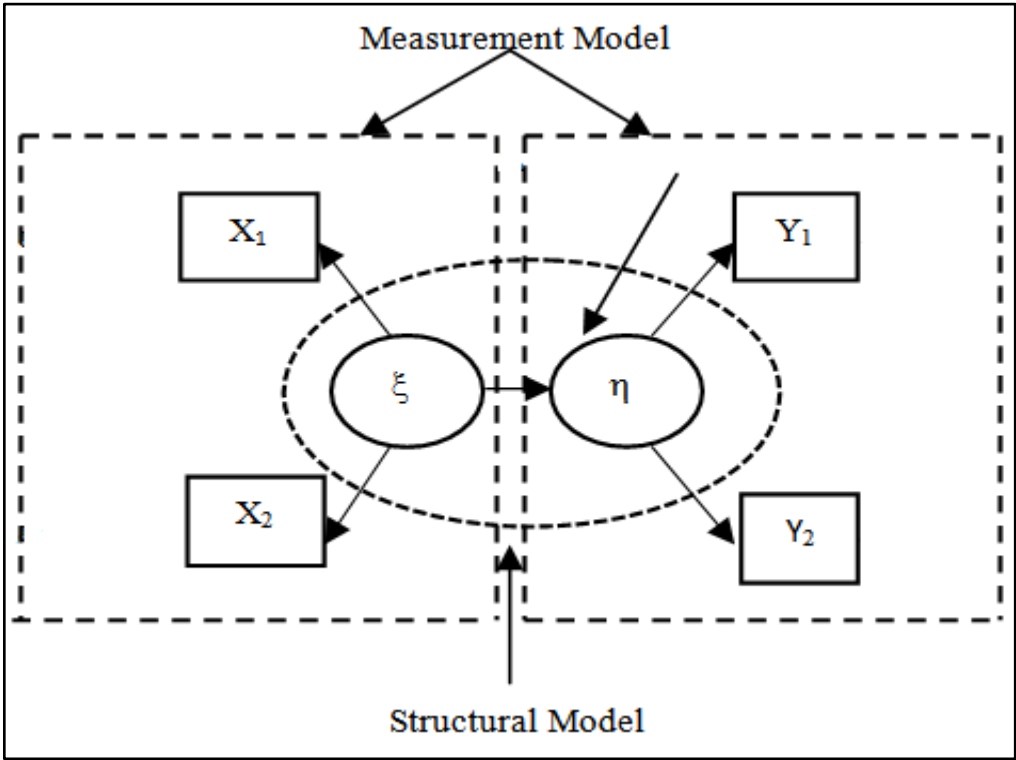 Measurement Model
X₁
Y₁
ξ
η
X₂
Y₂
Structural Model